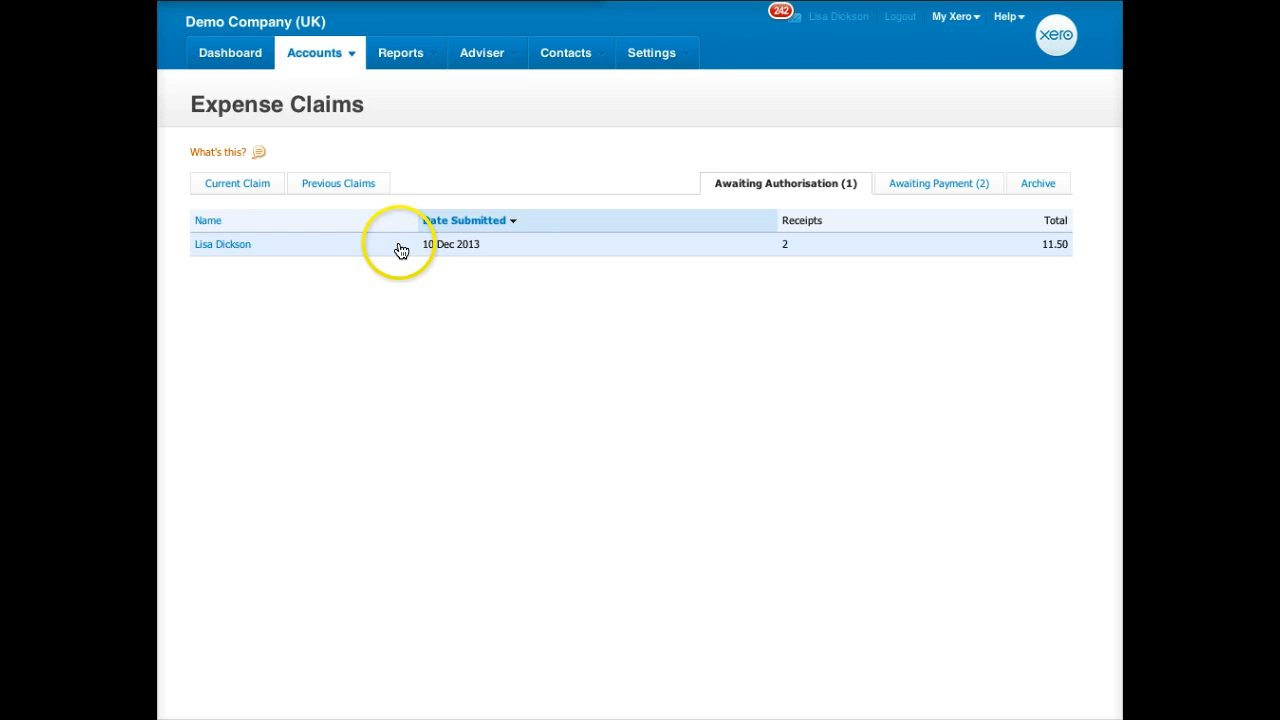 Demo Company (UK)
242
Lisa Dickson Logout My Xero Help
xero
Dashboard Accounts Reports Adviser Contacts Settings
Expense Claims
What's this?
Current Claim Previous Claims Awaiting Authorisation (1) Awaiting Payment (2) Archive
Name Date Submitted Receipts Total
Lisa Dickson 10 Dec 2013 2 11.50